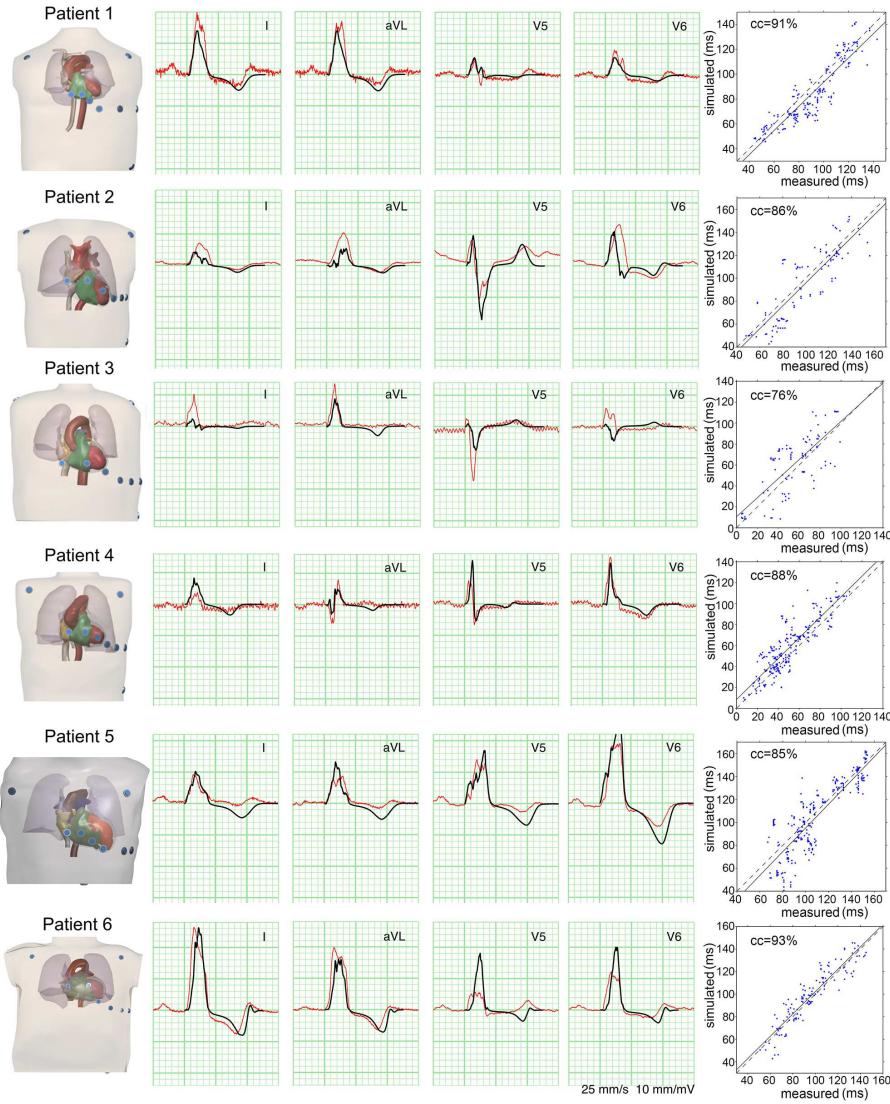 Patient 1
I
aVL
V5
V6
cc=91%
simulated (ms)
140
120
100
80
60
40
40 60 80 100 120 140
measured (ms)
Patient 2
I
aVL
V5
V6
cc=86%
simulated (ms)
160
140
120
100
80
60
40
40 60 80 100 120 140 160
measured (ms)
Patient 3
I
aVL
V5
V6
cc=76%
simulated (ms)
140
120
100
80
60
40
20
0
0 20 40 60 80 100 120 140
measured (ms)
Patient 4
I
aVL
V5
V6
cc=88%
simulated (ms)
140
120
100
80
60
40
20
0
0 20 40 60 80 100 120 140
measured (ms)
Patient 5
I
aVL
V5
V6
cc=85%
simulated (ms)
160
140
120
100
80
60
40
40 60 80 100 120 140 160
measured (ms)
Patient 6
I
aVL
V5
V6
cc=93%
simulated (ms)
160
140
120
100
80
60
40
40 60 80 100 120 140 160
measured (ms)
25 mm/s 10 mm/mV